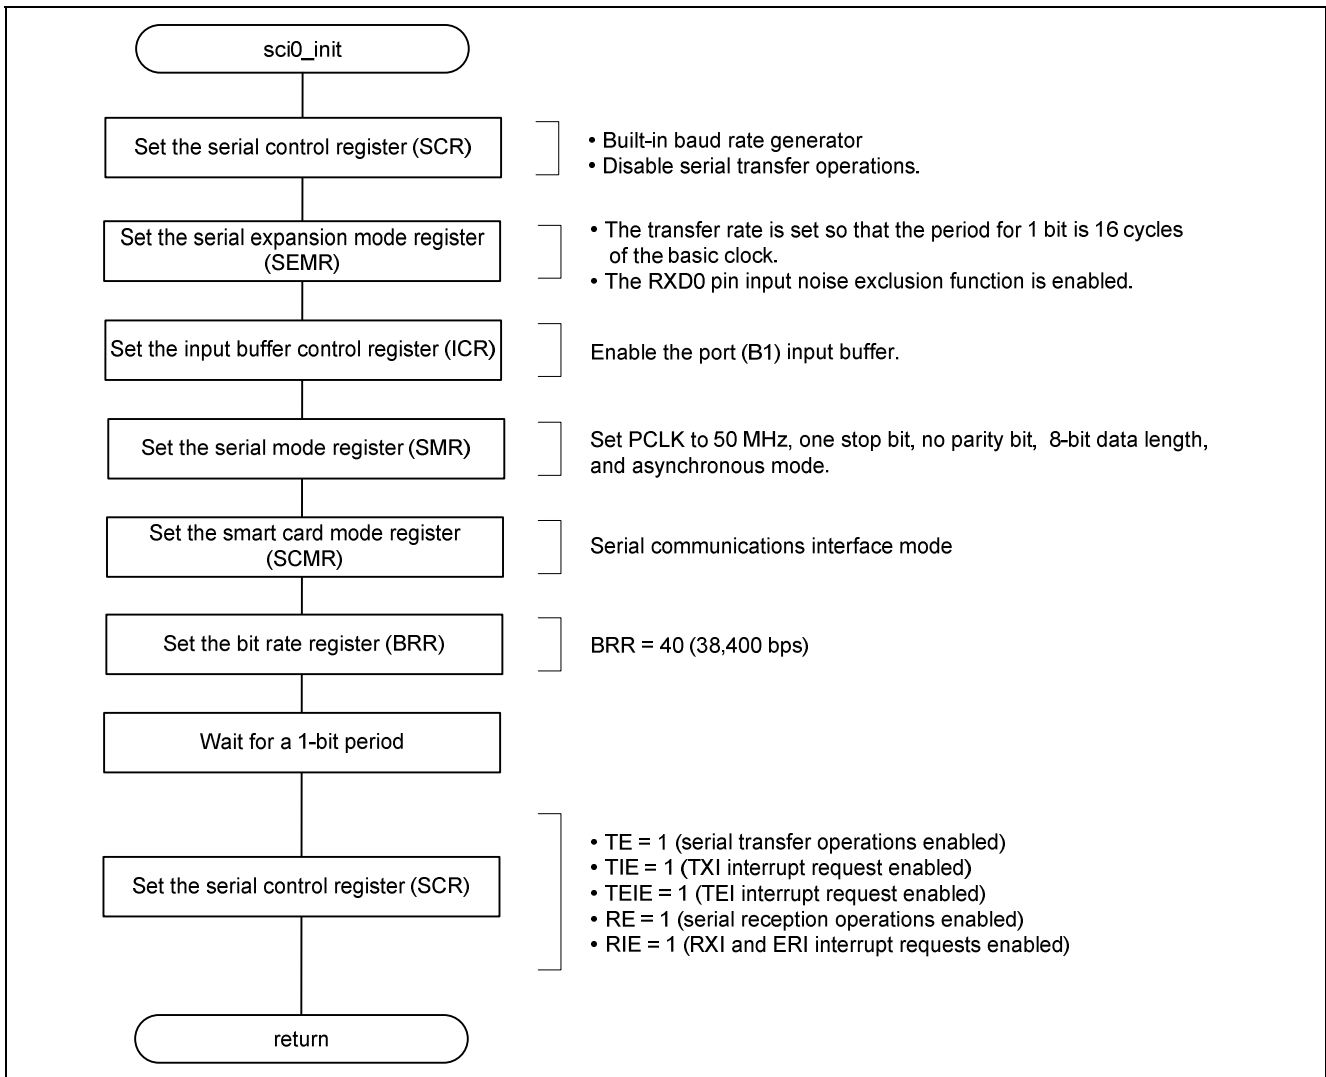 sci0_init
Set the serial control register (SCR)
• Built-in baud rate generator
• Disable serial transfer operations.
Set the serial expansion mode register
(SEMR)
• The transfer rate is set so that the period for 1 bit is 16 cycles
of the basic clock.
• The RXD0 pin input noise exclusion function is enabled.
Set the input buffer control register (ICR)
Enable the port (B1) input buffer.
Set the serial mode register (SMR)
Set PCLK to 50 MHz, one stop bit, no parity bit, 8-bit data length,
and asynchronous mode.
Set the smart card mode register
(SCMR)
Serial communications interface mode
Set the bit rate register (BRR)
BRR = 40 (38,400 bps)
Wait for a 1-bit period
Set the serial control register (SCR)
• TE = 1 (serial transfer operations enabled)
• TIE = 1 (TXI interrupt request enabled)
• TEIE = 1 (TEI interrupt request enabled)
• RE = 1 (serial reception operations enabled)
• RIE = 1 (RXI and ERI interrupt requests enabled)
return